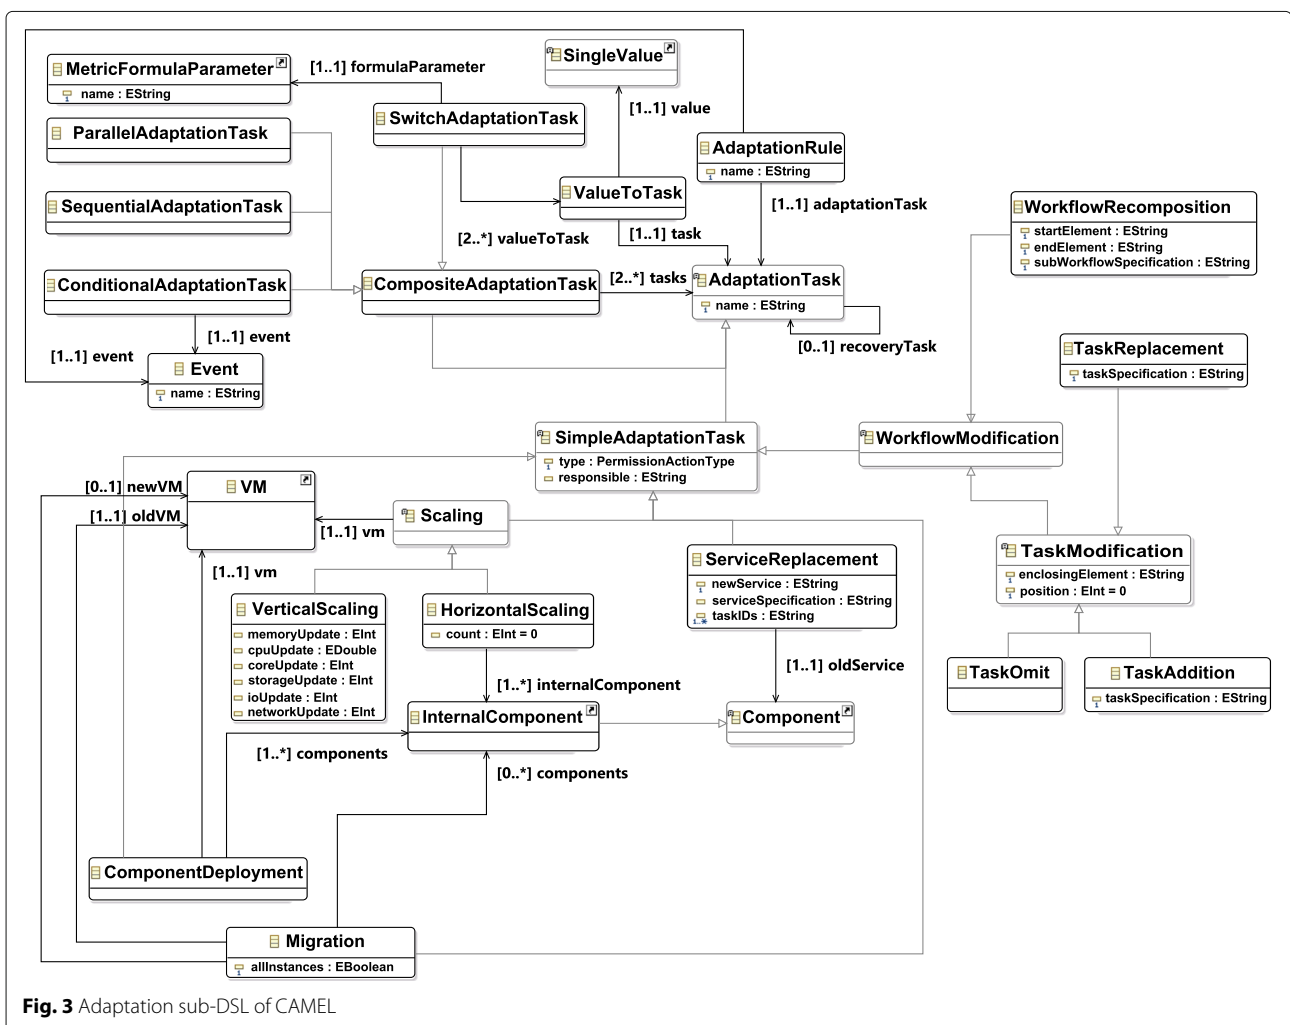 MetricFormulaParameter
name : EString
[1..1] formulaParameter
SingleValue
[1..1] value
ParallelAdaptationTask
SwitchAdaptationTask
AdaptationRule
name : EString
[1..1] adaptationTask
SequentialAdaptationTask
ValueToTask
[1..1] task
[2..*] valueToTask
WorkflowRecomposition
startElement : EString
endElement : EString
subWorkflowSpecification : EString
ConditionalAdaptationTask
CompositeAdaptationTask
[2..*] tasks
AdaptationTask
name : EString
[0..1] recoveryTask
[1..1] event
[1..1] event
Event
name : EString
TaskReplacement
taskSpecification : EString
SimpleAdaptationTask
type : PermissionActionType
responsible : EString
WorkflowModification
[0..1] newVM
[1..1] oldVM
VM
[1..1] vm
Scaling
[1..1] vm
ServiceReplacement
newService : EString
serviceSpecification : EString
1..* taskIDs : EString
TaskModification
enclosingElement : EString
position : EInt = 0
VerticalScaling
memoryUpdate : EInt
cpuUpdate : EDouble
coreUpdate : EInt
storageUpdate : EInt
ioUpdate : EInt
networkUpdate : EInt
HorizontalScaling
count : EInt = 0
[1..*] internalComponent
[1..1] oldService
TaskOmit
TaskAddition
taskSpecification : EString
InternalComponent
Component
[1..*] components
[0..*] components
ComponentDeployment
Migration
allInstances : EBoolean
Fig. 3 Adaptation sub-DSL of CAMEL